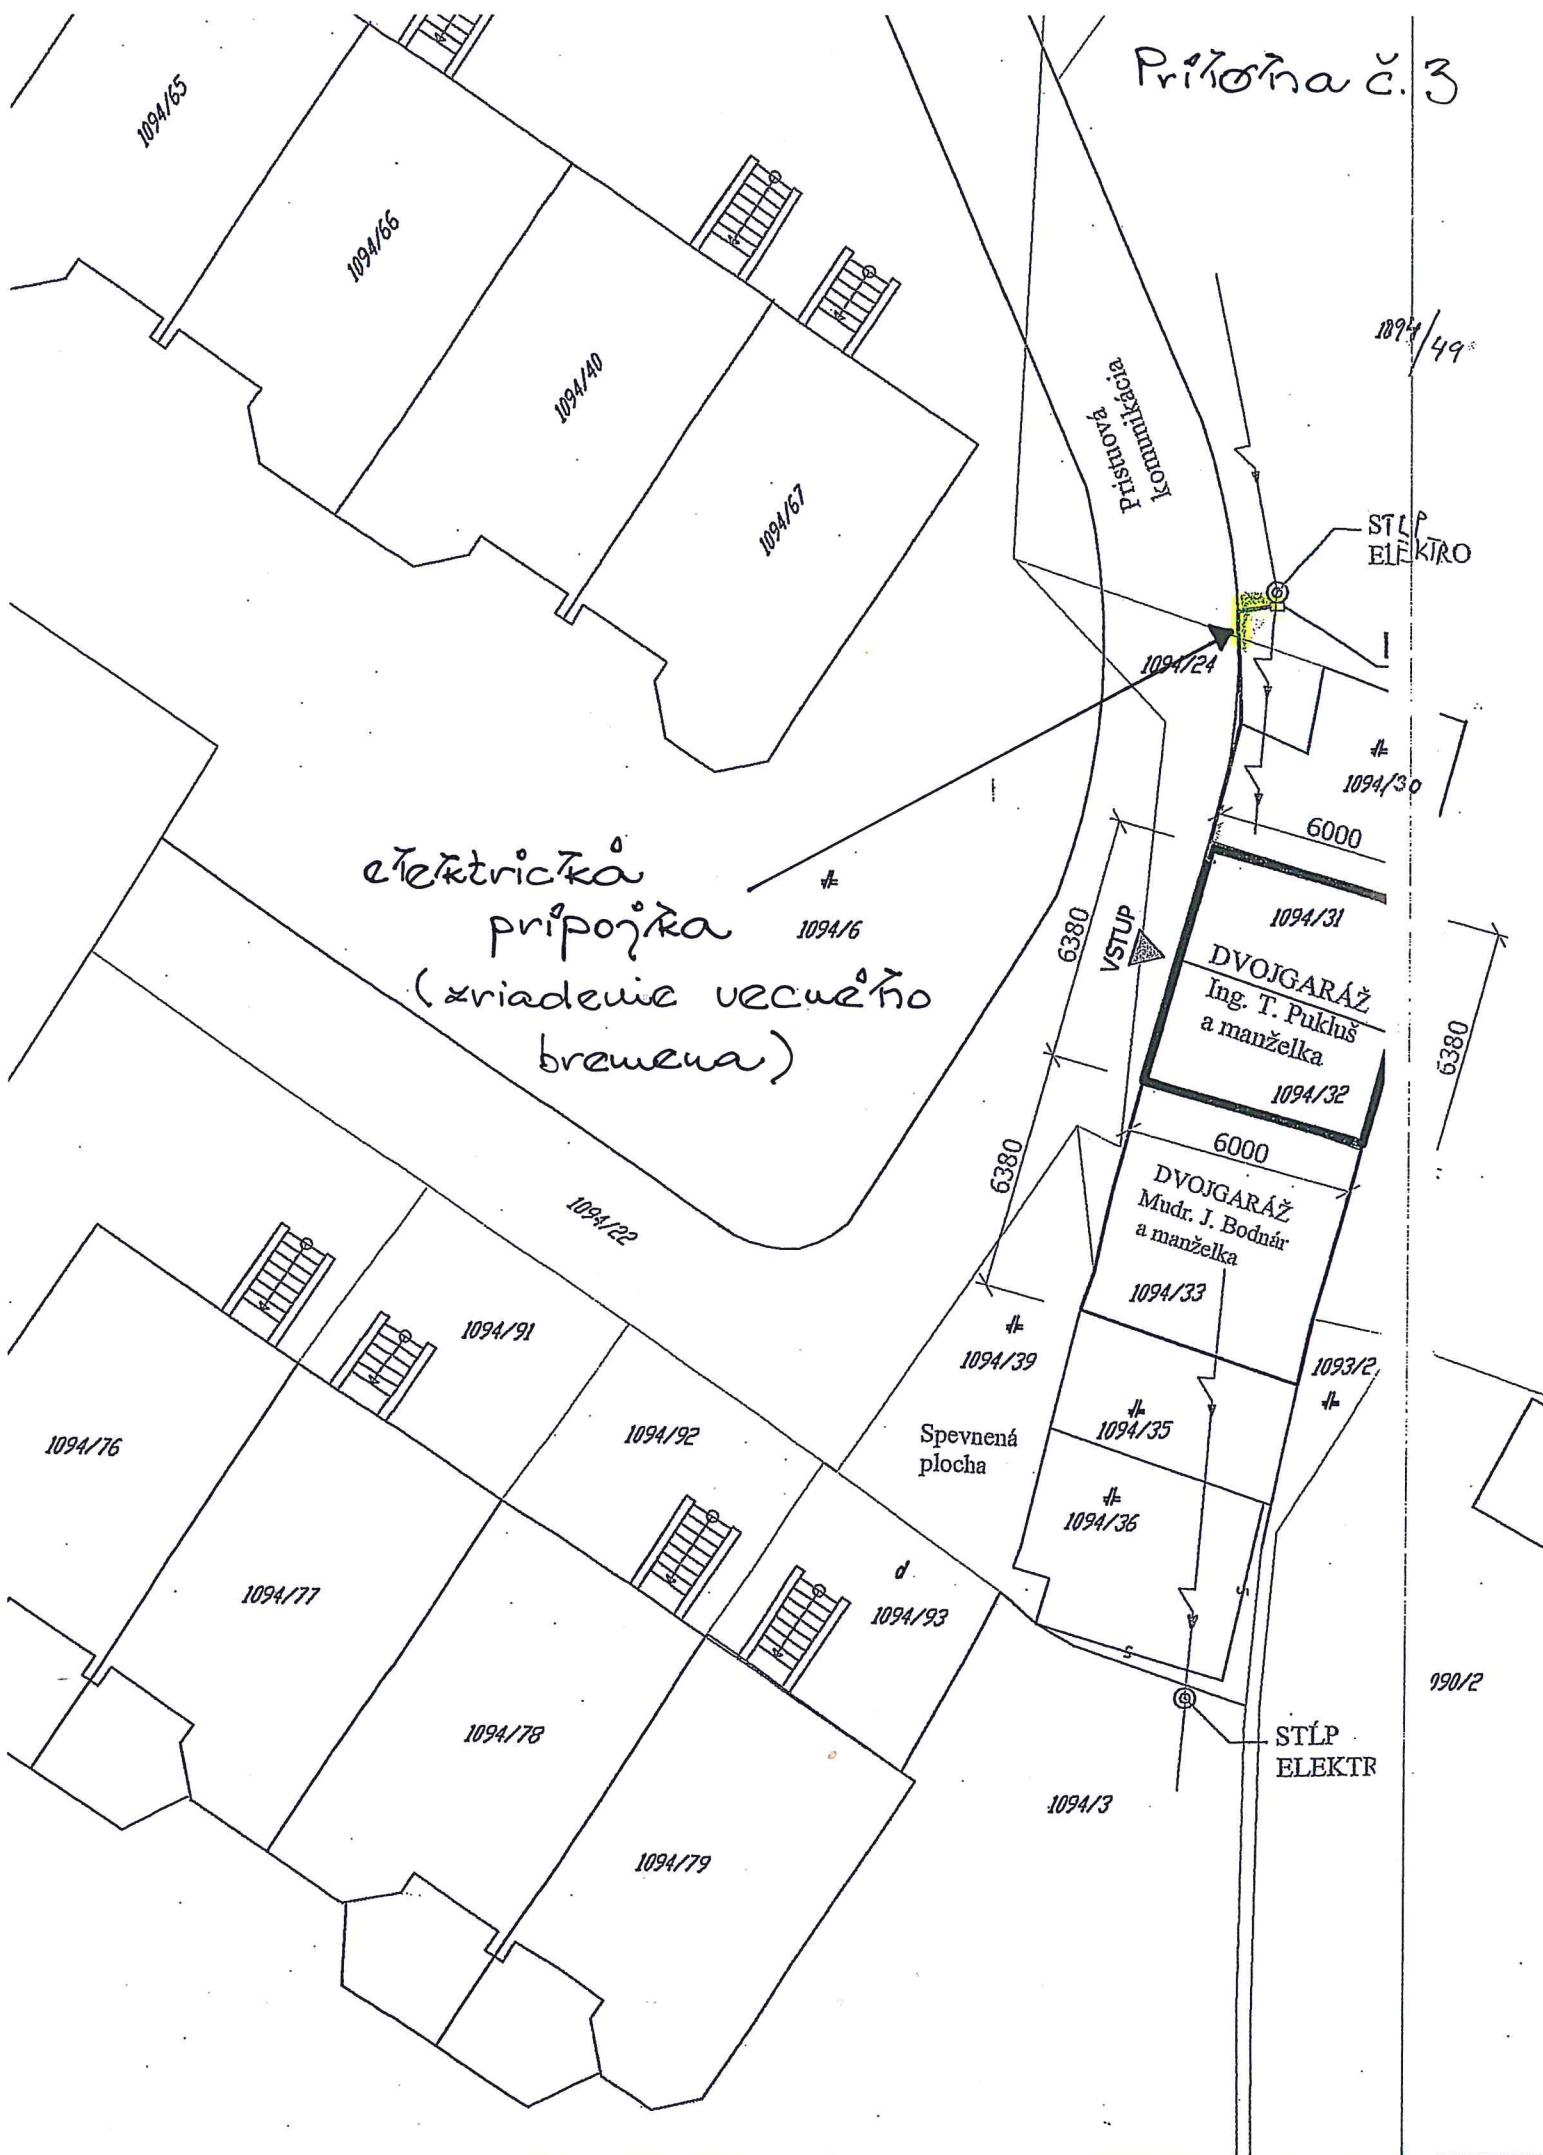 Príloha č. 3
1094/65
1094/66
1094/40
1094/67
1094/49
Prístuová
komunikácia
STĹP
ELEKTRO
1094/24
1094/30
6000
elektrická
prípojka
(zriadenie vecného
bremena)
1094/6
6380
VSTUP
1094/31
DVOJGARÁŽ
Ing. T. Pukluš
a manželka
1094/32
6380
6380
6000
DVOJGARÁŽ
Mudr. J. Bodnár
a manželka
1094/33
1094/22
1094/91
1094/39
1093/2
1094/76
1094/92
Spevnená
plocha
1094/35
1094/36
1094/77
d
1094/93
S
S
090/2
1094/78
STĹP
ELEKTR
1094/3
1094/79